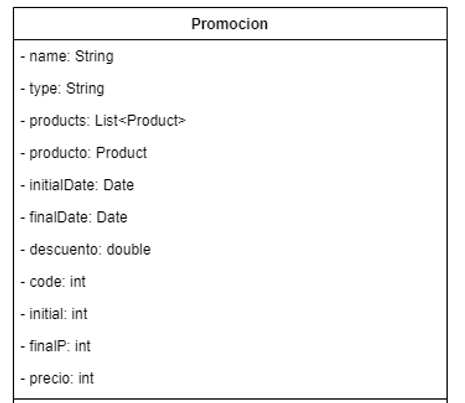 Promocion
- name: String
- type: String
- products: List<Product>
- producto: Product
- initialDate: Date
- finalDate: Date
- descuento: double
- code: int
- initial: int
- finalP: int
- precio: int